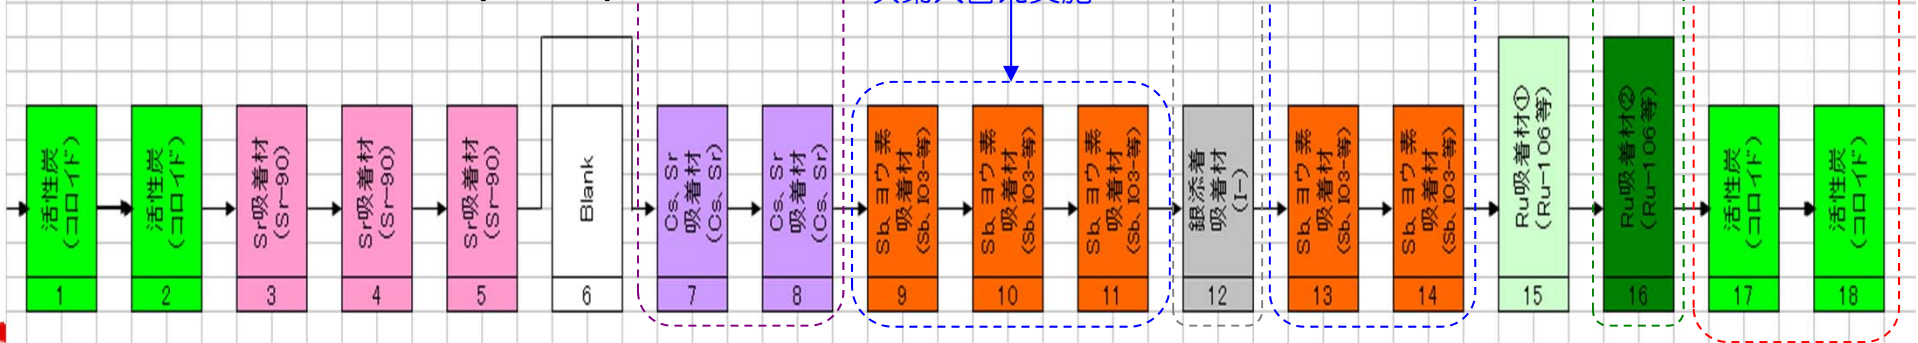 活性炭
(コロイド)
1
活性炭
(コロイド)
2
Sr吸着材
(Sr-90)
3
Sr吸着材
(Sr-90)
4
Sr吸着材
(Sr-90)
5
Blank
6
Cs、Sr
吸着材
(Cs、Sr)
7
Cs、Sr
吸着材
(Cs、Sr)
8
Sb、ヨウ素
吸着材
(Sb、IO3-等)
9
Sb、ヨウ素
吸着材
(Sb、IO3-等)
10
Sb、ヨウ素
吸着材
(Sb、IO3-等)
11
銀添着
吸着材
(I-)
12
Sb、ヨウ素
吸着材
(Sb、IO3-等)
13
Sb、ヨウ素
吸着材
(Sb、IO3-等)
14
Ru吸着材①
(Ru-106等)
15
Ru吸着材②
(Ru-106等)
16
活性炭
(コロイド)
17
活性炭
(コロイド)
18